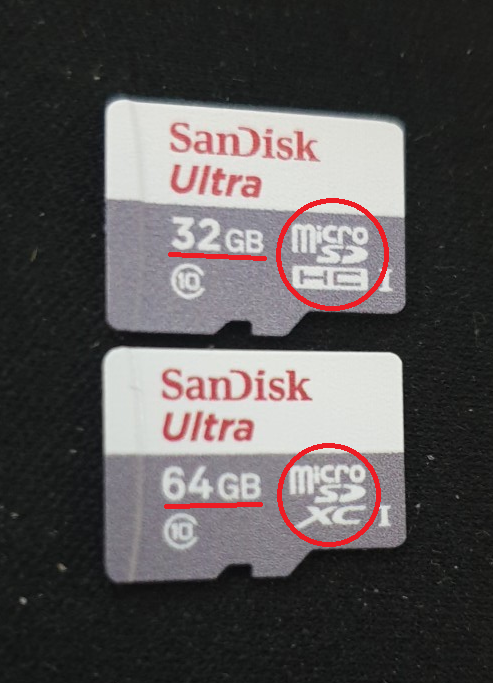 SanDisk
Ultra
32GB
micro
SD
HC I
10
SanDisk
Ultra
64GB
micro
SD
XC I
10